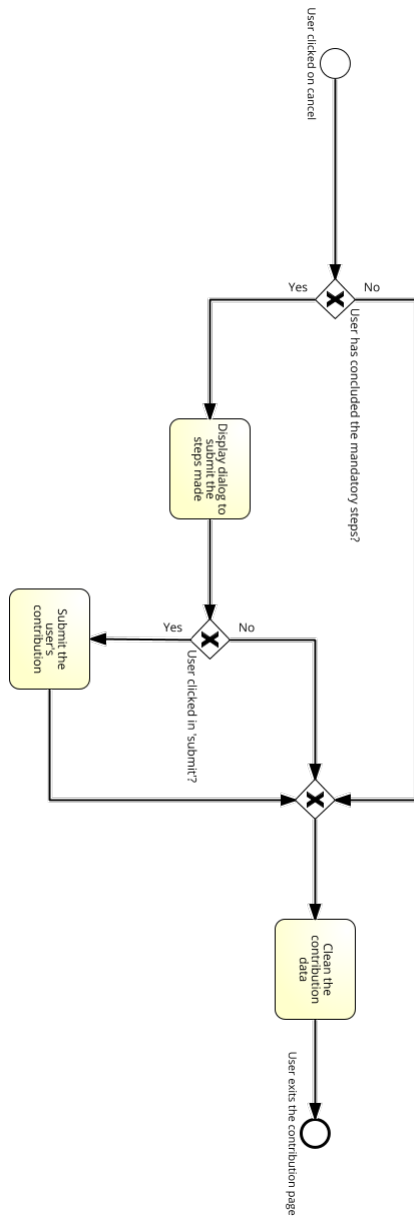 User clicked on cancel
Yes
No
User has concluded the mandatory steps?
Display dialog to
submit the
steps made
Yes
No
User clicked in 'submit'?
Submit the
user's
contribution
Clean the
contribution
data
User exits the contribution page